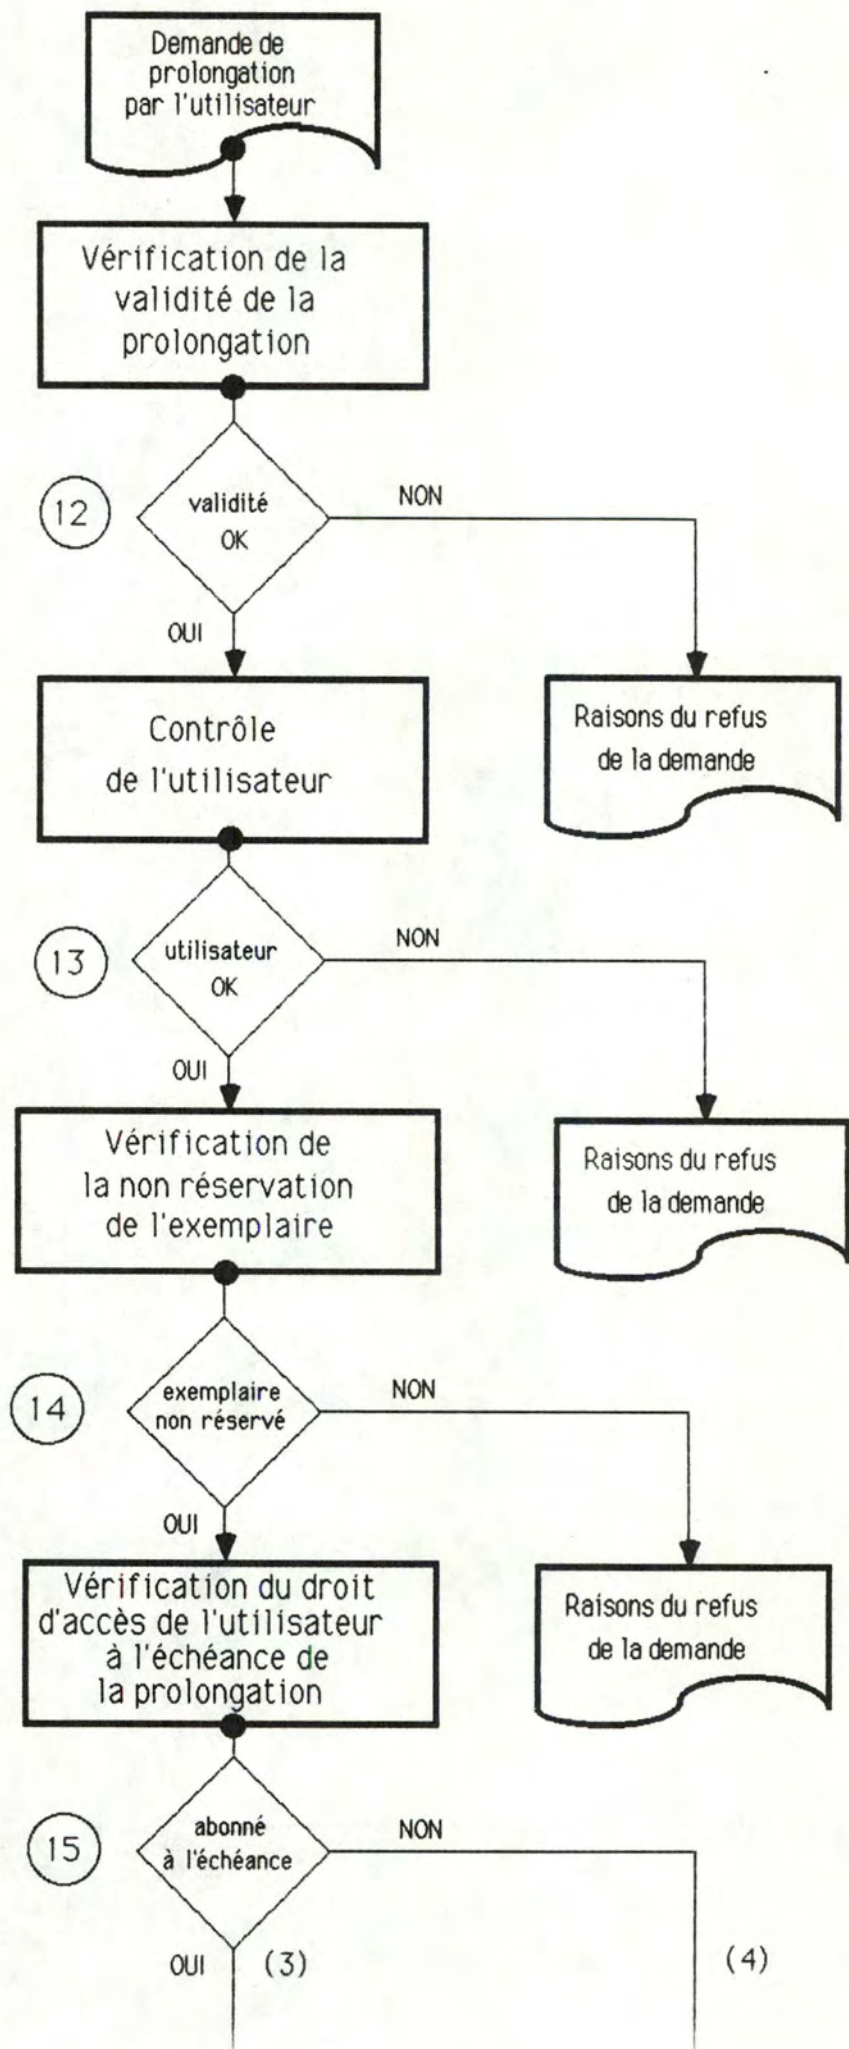 Demande de
prolongation
par l'utilisateur
Vérification de la
validité de la
prolongation
12
validité
OK
NON
OUI
Contrôle
de l'utilisateur
Raisons du refus
de la demande
13
utilisateur
OK
NON
OUI
Vérification de
la non réservation
de l'exemplaire
Raisons du refus
de la demande
14
exemplaire
non réservé
NON
OUI
Vérification du droit
d'accès de l'utilisateur
à l'échéance de
la prolongation
Raisons du refus
de la demande
15
abonné
à l'échéance
NON
OUI
(3)
(4)